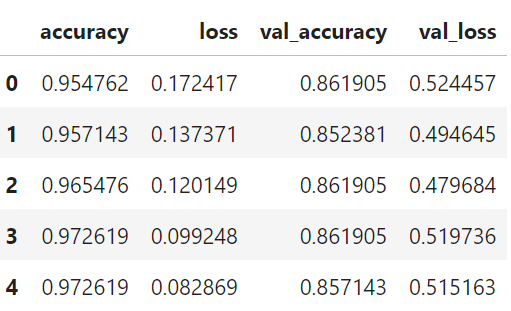 accuracy loss val_accuracy val_loss
0 0.954762 0.172417 0.861905 0.524457
1 0.957143 0.137371 0.852381 0.494645
2 0.965476 0.120149 0.861905 0.479684
3 0.972619 0.099248 0.861905 0.519736
4 0.972619 0.082869 0.857143 0.515163